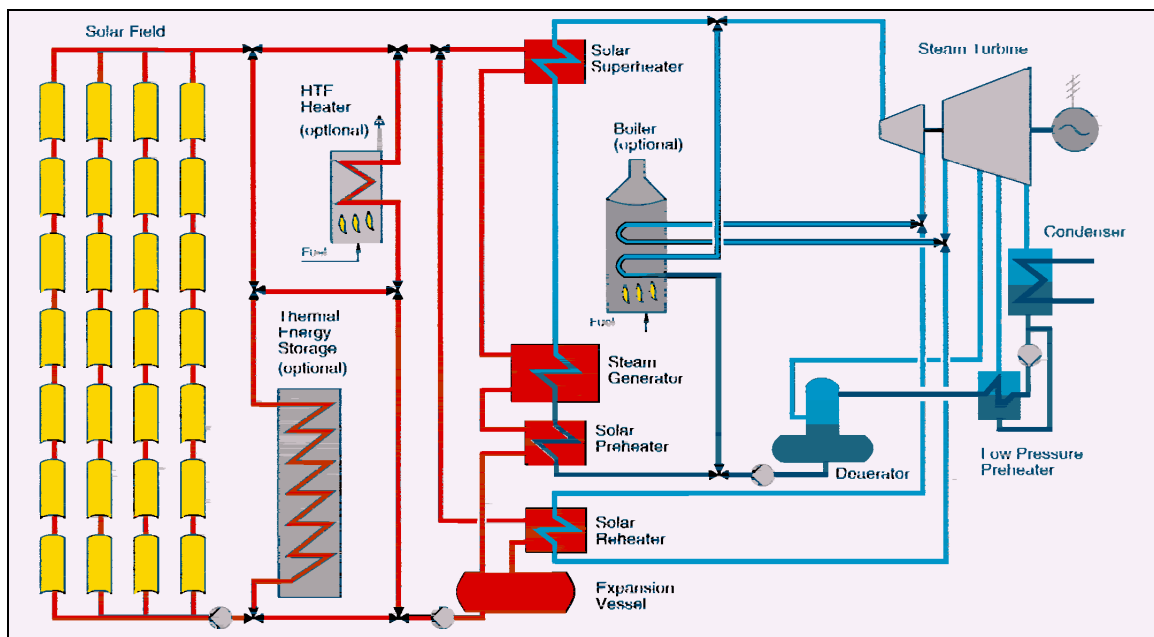 Solar Field
HTF
Heater
(optional)
Fuel
Thermal
Energy
Storage
(optional)
Solar
Superheater
Boiler
(optional)
Fuel
Steam
Generator
Solar
Preheater
Solar
Reheater
Expansion
Vessel
Steam Turbine
Condenser
Deaerator
Low Pressure
Preheater